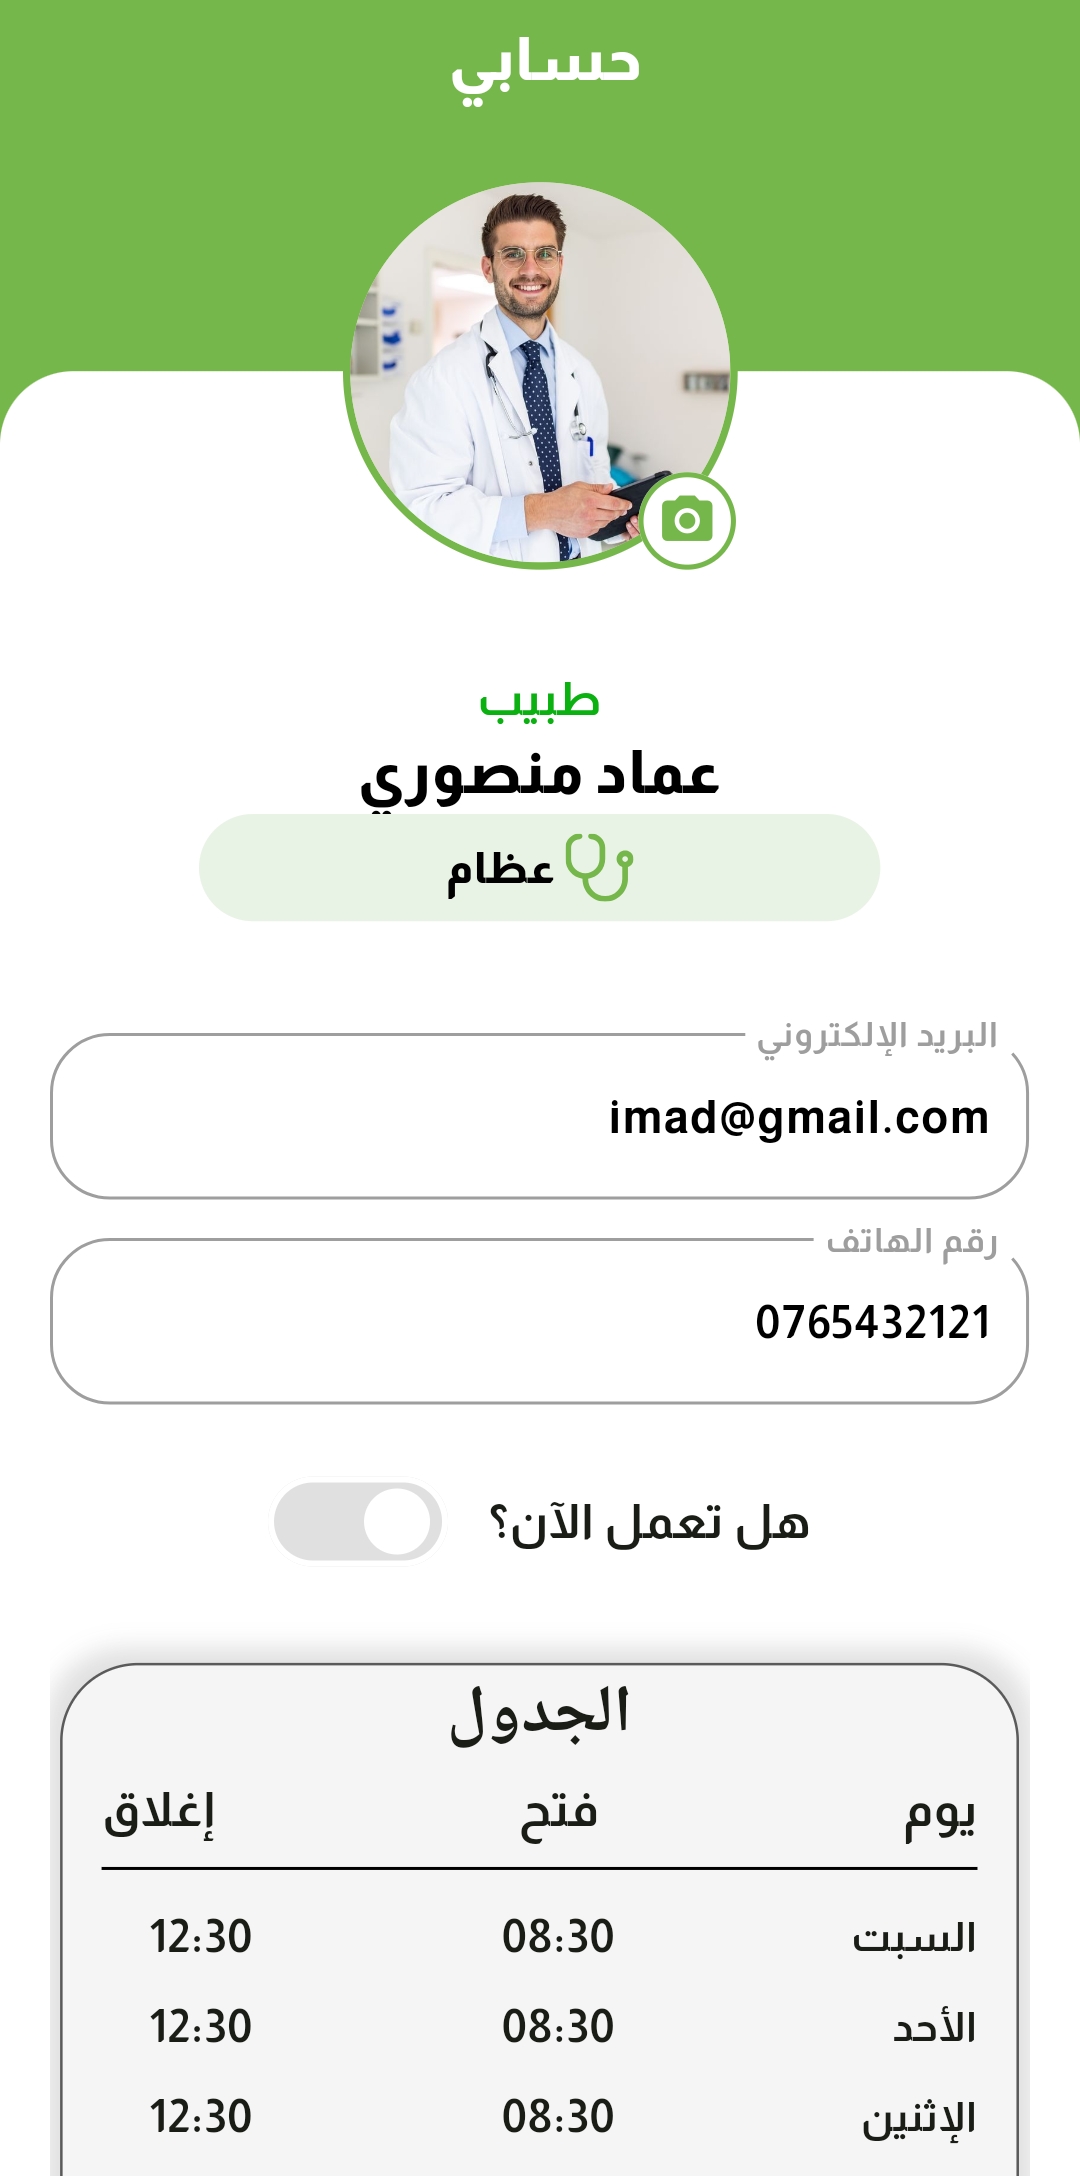 حسابي
طبيب
عماد منصوري
عظام
البريد الإلكتروني
imad@gmail.com
رقم الهاتف
0765432121
هل تعمل الآن؟
الجدول
يوم فتح إغلاق
السبت 08:30 12:30
الأحد 08:30 12:30
الإثنين 08:30 12:30